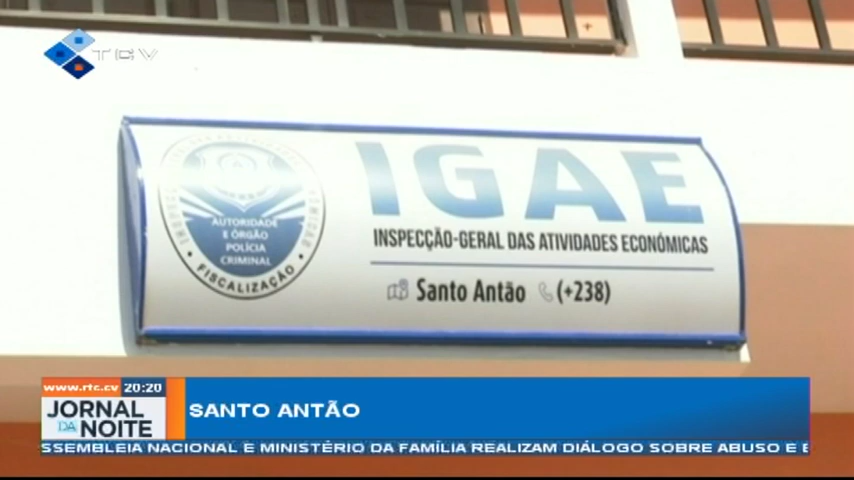 TCV
IGAE
INSPECÇÃO-GERAL DAS ATIVIDADES ECONÓMICAS
Santo Antão (+238)
AUTORIDADE
E ÓRGÃO
POLÍCIA
CRIMINAL
FISCALIZAÇÃO
www.rtc.cv 20:20
JORNAL
DA
NOITE
SANTO ANTÃO
SSEMBLEIA NACIONAL E MINISTÉRIO DA FAMÍLIA REALIZAM DIÁLOGO SOBRE ABUSO E E